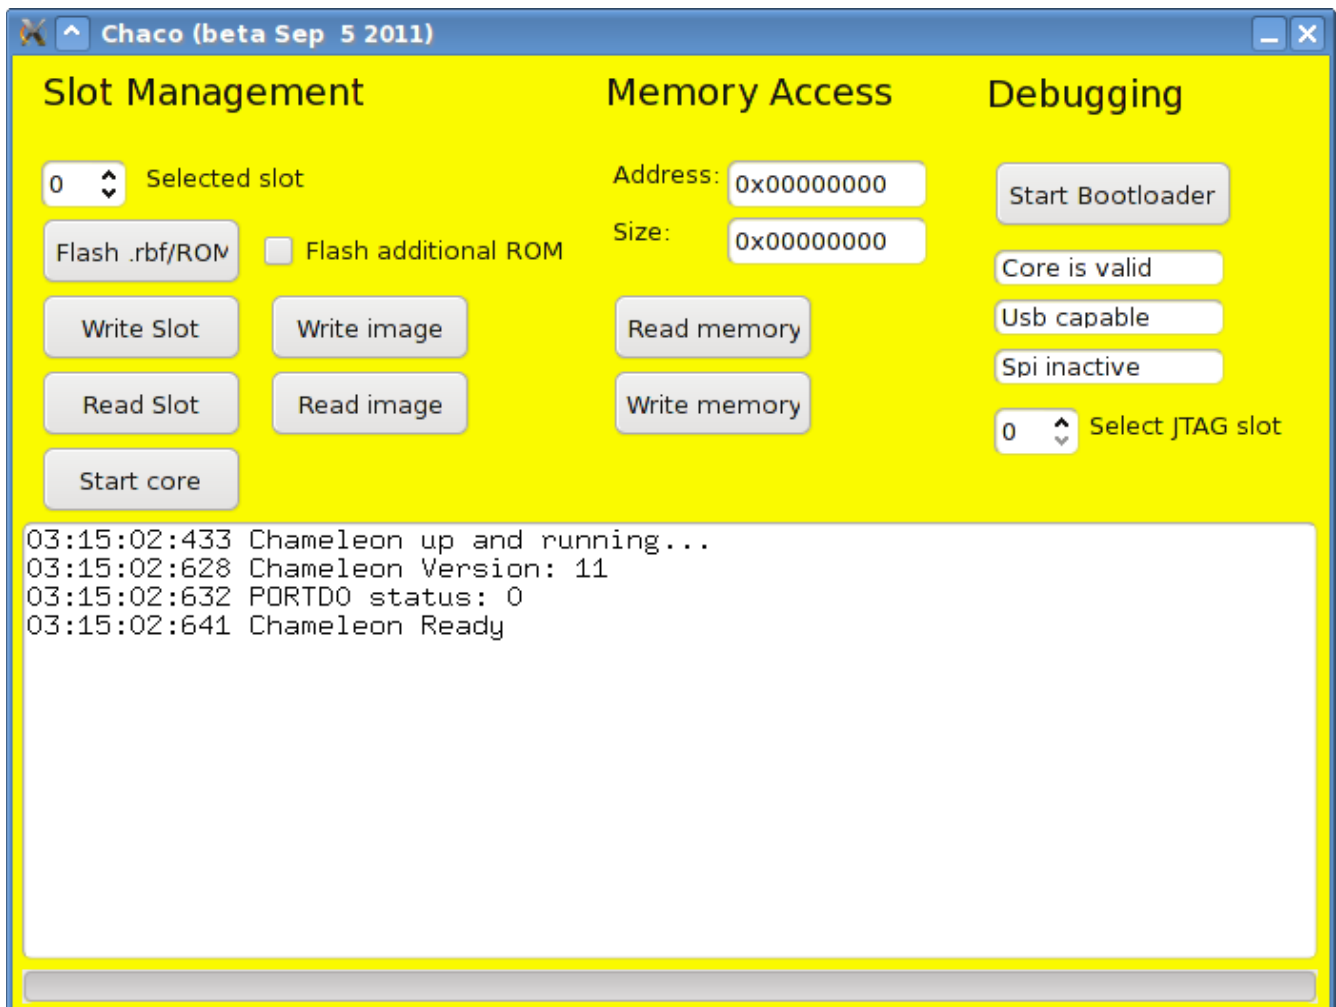 Chaco (beta Sep  5 2011)
Slot Management
Memory Access
Debugging
0 Selected slot
Address: 0x00000000
Start Bootloader
Flash .rbf/ROM
Flash additional ROM
Size: 0x00000000
Core is valid
Write Slot
Write image
Read memory
Usb capable
Spi inactive
Read Slot
Read image
Write memory
0 Select JTAG slot
Start core
03:15:02:433 Chameleon up and running...
03:15:02:628 Chameleon Version: 11
03:15:02:632 PORTD0 status: 0
03:15:02:641 Chameleon Ready